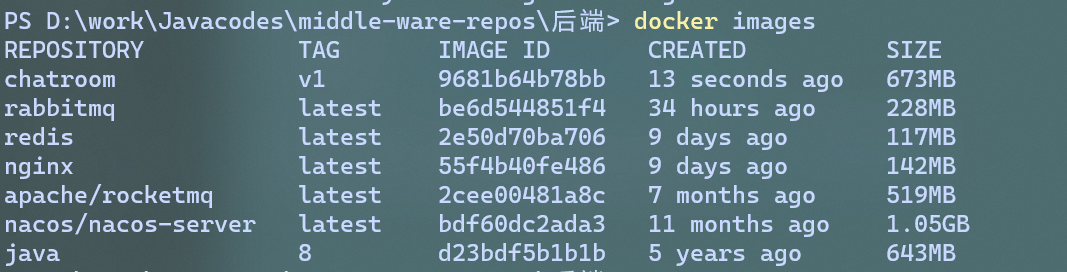 PS D:\work\Javacodes\middle-ware-repos\后端> docker images
REPOSITORY TAG IMAGE ID CREATED SIZE
chatroom v1 9681b64b78bb 13 seconds ago 673MB
rabbitmq latest be6d544851f4 34 hours ago 228MB
redis latest 2e50d70ba706 9 days ago 117MB
nginx latest 55f4b40fe486 9 days ago 142MB
apache/rocketmq latest 2cee00481a8c 7 months ago 519MB
nacos/nacos-server latest bdf60dc2ada3 11 months ago 1.05GB
java 8 d23bdf5b1b1b 5 years ago 643MB